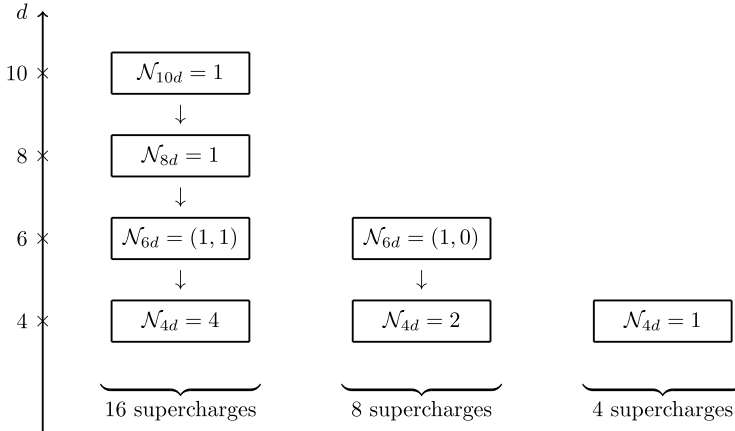 d
10
𝒩₁₀d = 1
↓
8
𝒩₈d = 1
↓
6
𝒩₆d = (1, 1)
𝒩₆d = (1, 0)
↓
↓
4
𝒩₄d = 4
𝒩₄d = 2
𝒩₄d = 1
16 supercharges
8 supercharges
4 supercharges